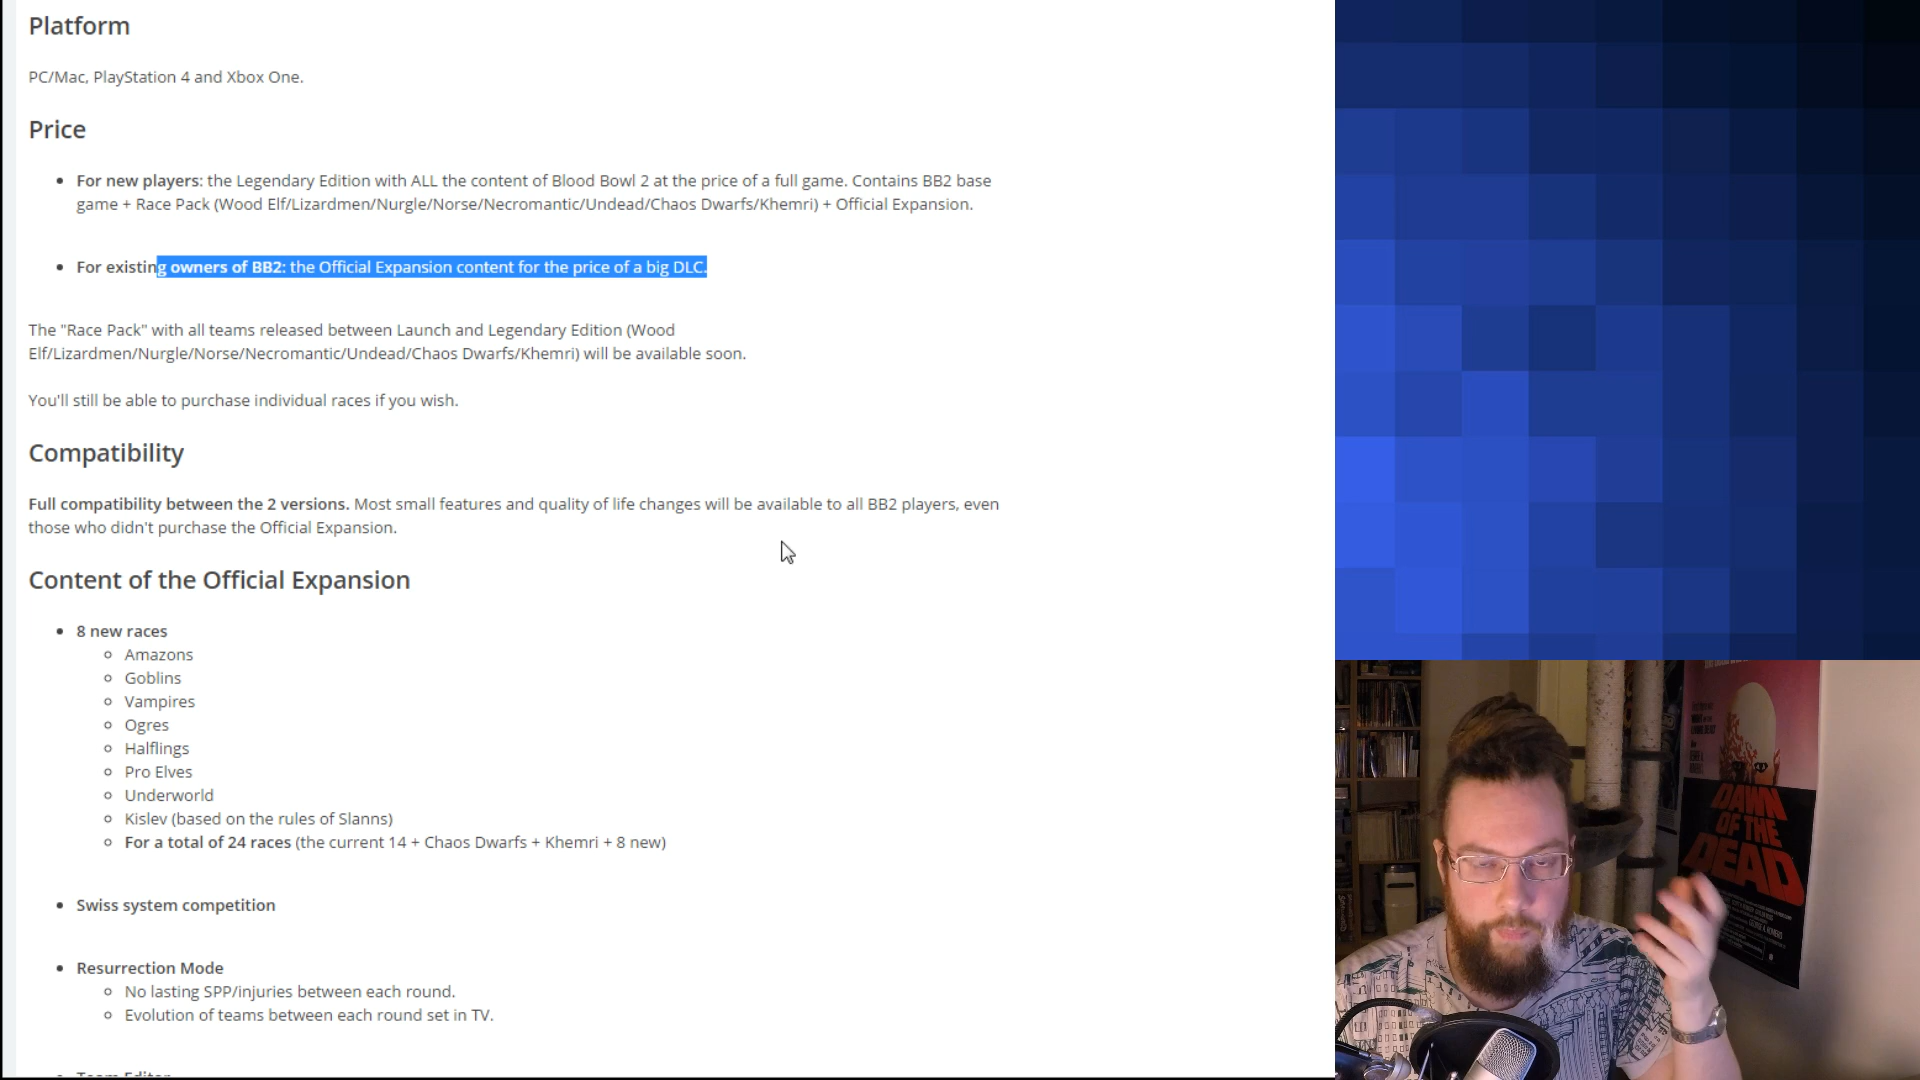 Platform
PC/Mac, PlayStation 4 and Xbox One.
Price
• For new players: the Legendary Edition with ALL the content of Blood Bowl 2 at the price of a full game. Contains BB2 base
game + Race Pack (Wood Elf/Lizardmen/Nurgle/Norse/Necromantic/Undead/Chaos Dwarfs/Khemri) + Official Expansion.
• For existing owners of BB2: the Official Expansion content for the price of a big DLC.
The "Race Pack" with all teams released between Launch and Legendary Edition (Wood
Elf/Lizardmen/Nurgle/Norse/Necromantic/Undead/Chaos Dwarfs/Khemri) will be available soon.
You'll still be able to purchase individual races if you wish.
Compatibility
Full compatibility between the 2 versions. Most small features and quality of life changes will be available to all BB2 players, even
those who didn't purchase the Official Expansion.
Content of the Official Expansion
• 8 new races
○ Amazons
○ Goblins
○ Vampires
○ Ogres
○ Halflings
○ Pro Elves
○ Underworld
○ Kislev (based on the rules of Slanns)
○ For a total of 24 races (the current 14 + Chaos Dwarfs + Khemri + 8 new)
• Swiss system competition
• Resurrection Mode
○ No lasting SPP/injuries between each round.
○ Evolution of teams between each round set in TV.
• Team Editor
DAWN
OF THE
DEAD